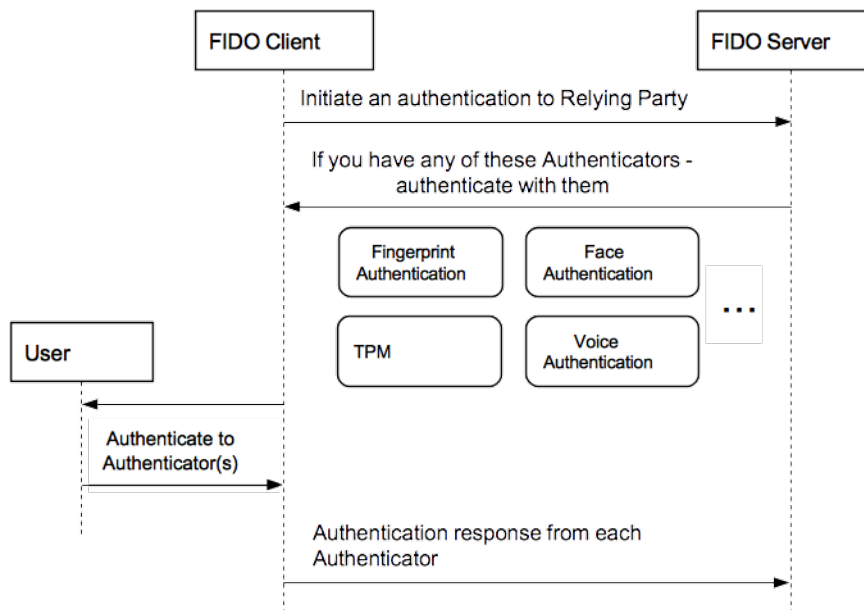 FIDO Client
FIDO Server
Initiate an authentication to Relying Party
If you have any of these Authenticators -
authenticate with them
Fingerprint
Authentication
Face
Authentication
...
TPM
Voice
Authentication
User
Authenticate to
Authenticator(s)
Authentication response from each
Authenticator